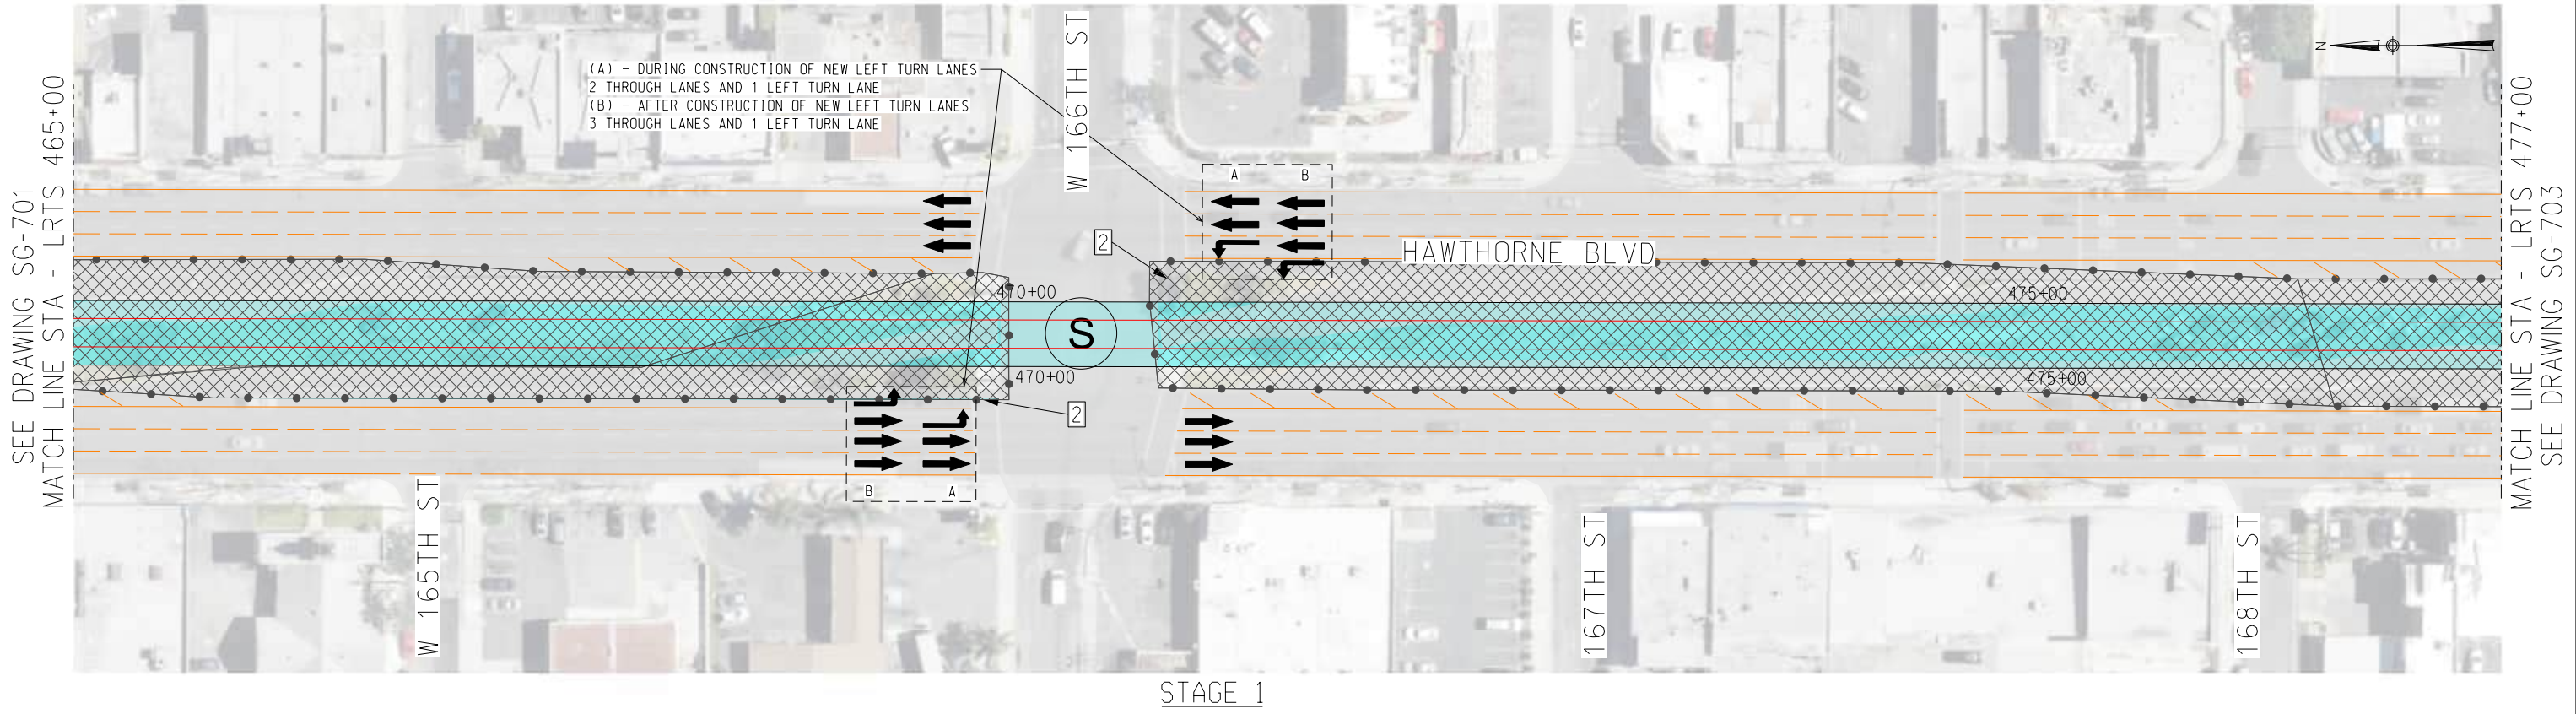 SEE DRAWING SG-701
MATCH LINE STA - LRTS 465+00
(A) - DURING CONSTRUCTION OF NEW LEFT TURN LANES
2 THROUGH LANES AND 1 LEFT TURN LANE
(B) - AFTER CONSTRUCTION OF NEW LEFT TURN LANES
3 THROUGH LANES AND 1 LEFT TURN LANE
W 166TH ST
N
A B
2
HAWTHORNE BLVD
470+00
475+00
S
470+00
475+00
2
B A
W 165TH ST
167TH ST
168TH ST
MATCH LINE STA - LRTS 477+00
SEE DRAWING SG-703
STAGE 1